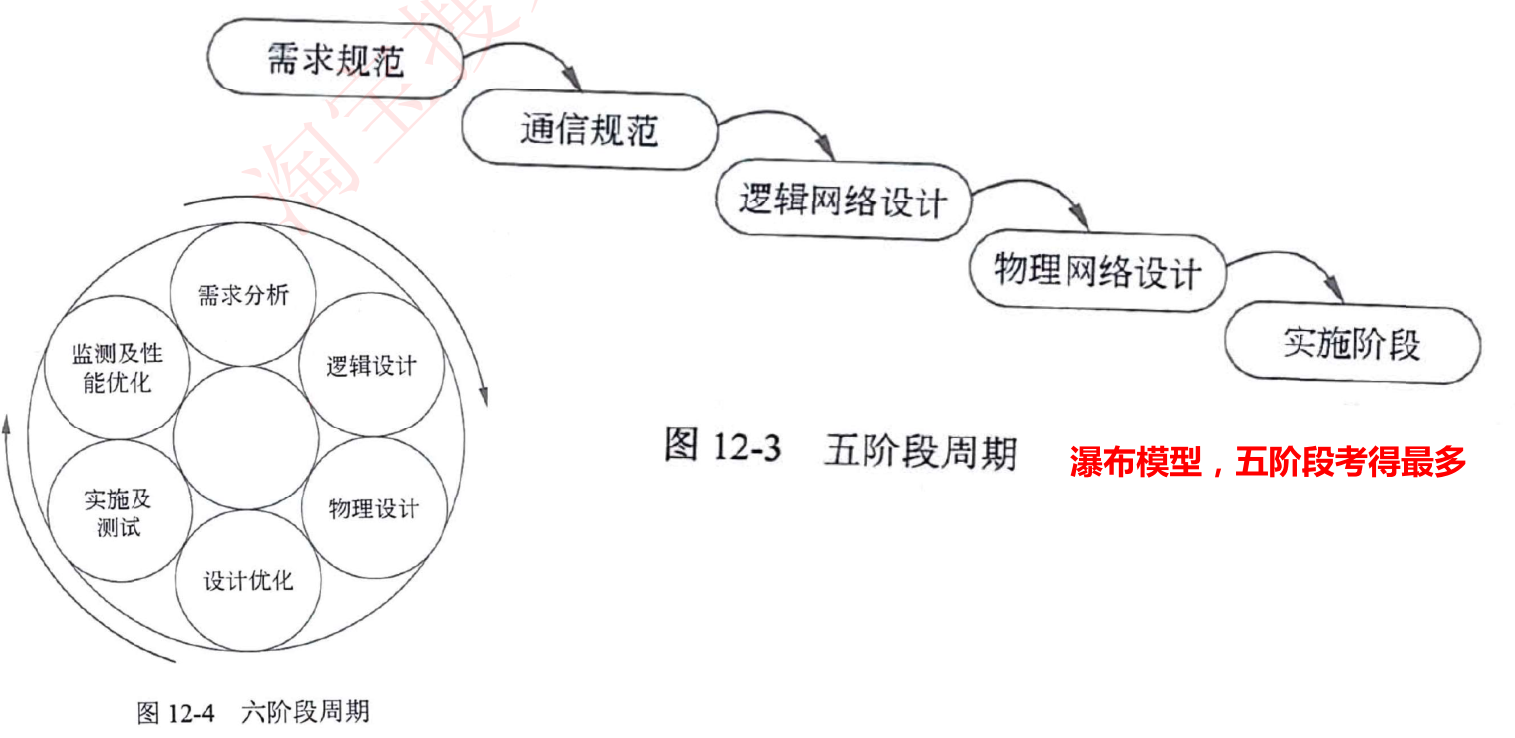 需求规范
通信规范
逻辑网络设计
物理网络设计
实施阶段
图 12-3 五阶段周期
瀑布模型，五阶段考得最多
需求分析
逻辑设计
物理设计
设计优化
实施及
测试
监测及性
能优化
图 12-4 六阶段周期
淘宝搜